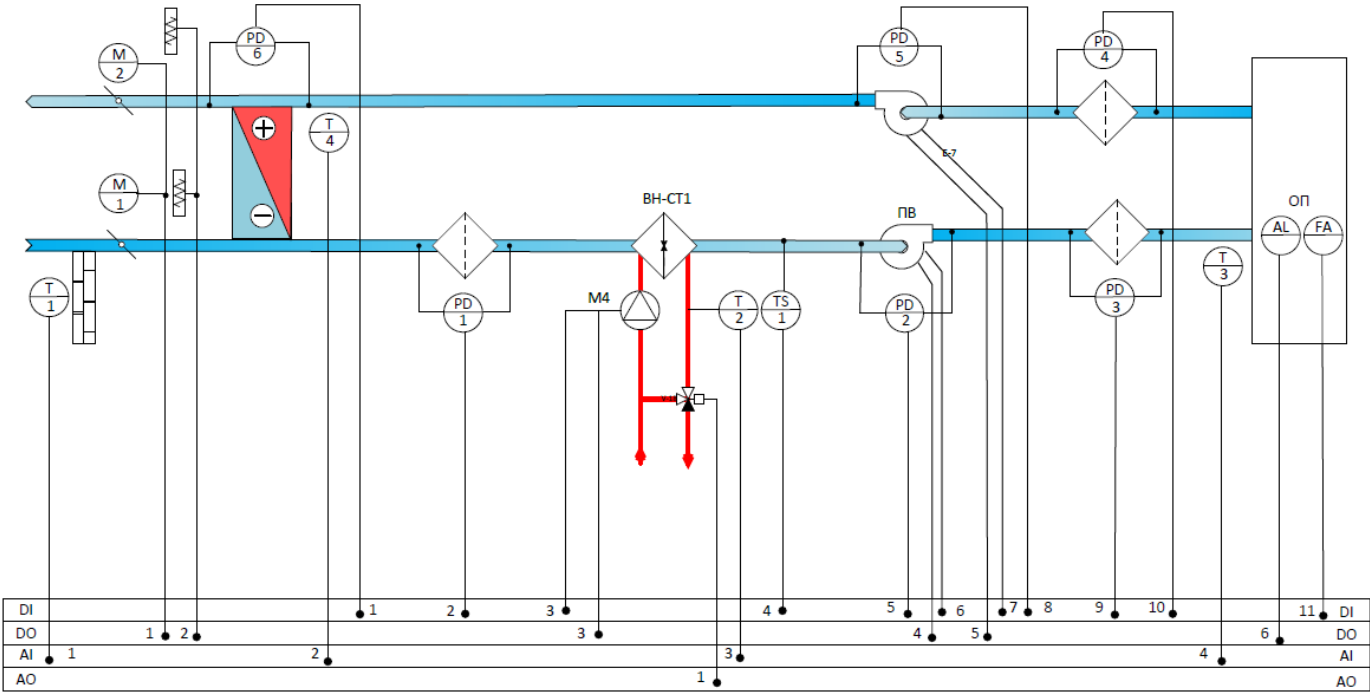 PD
6
M
2
PD
5
PD
4
T
4
E-7
M
1
ВН-СТ1
ПВ
ОП
AL
FA
T
1
PD
1
M4
T
2
TS
1
PD
2
PD
3
T
3
DI 1 2 3 4 5 6 7 8 9 10 11 DI
DO 1 2 3 4 5 6 DO
AI 1 2 3 4 AI
AO 1 AO